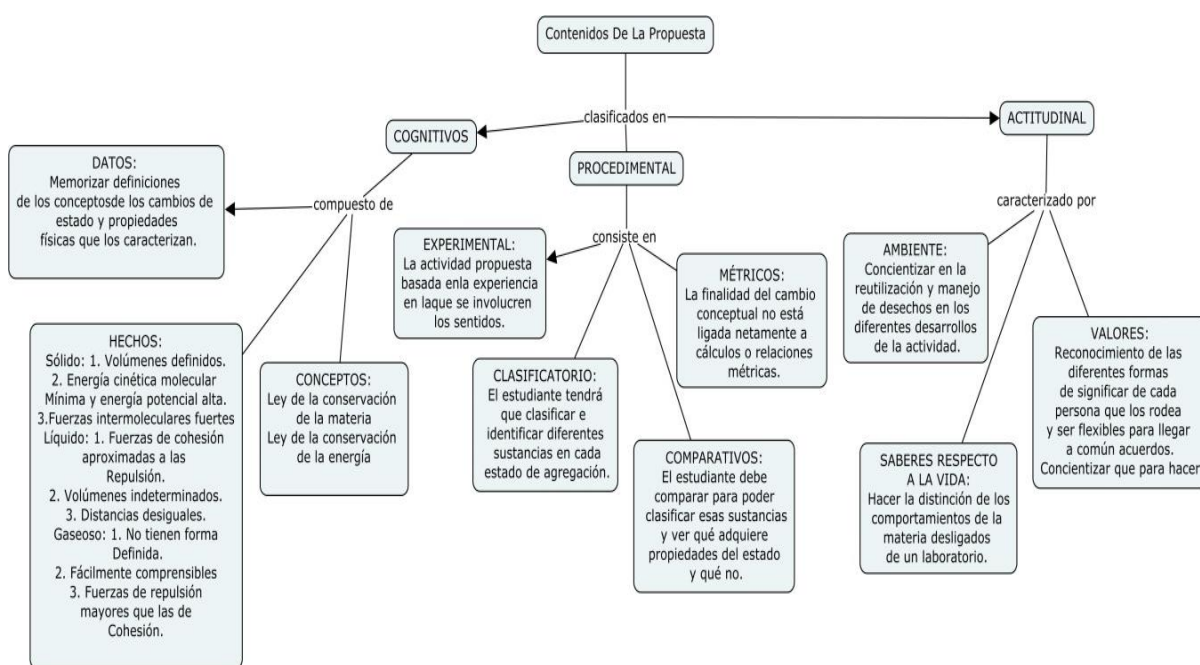 Contenidos De La Propuesta
clasificados en
COGNITIVOS
compuesto de
DATOS:
Memorizar definiciones
de los conceptosde los cambios de
estado y propiedades
físicas que los caracterizan.
HECHOS:
Sólido: 1. Volúmenes definidos.
2. Energía cinética molecular
Mínima y energía potencial alta.
3.Fuerzas intermoleculares fuertes
Líquido: 1. Fuerzas de cohesión
aproximadas a las
Repulsión.
2. Volúmenes indeterminados.
3. Distancias desiguales.
Gaseoso: 1. No tienen forma
Definida.
2. Fácilmente comprensibles
3. Fuerzas de repulsión
mayores que las de
Cohesión.
CONCEPTOS:
Ley de la conservación
de la materia
Ley de la conservación
de la energía
PROCEDIMENTAL
consiste en
EXPERIMENTAL:
La actividad propuesta
basada enla experiencia
en laque se involucren
los sentidos.
CLASIFICATORIO:
El estudiante tendrá
que clasificar e
identificar diferentes
sustancias en cada
estado de agregación.
MÉTRICOS:
La finalidad del cambio
conceptual no está
ligada netamente a
cálculos o relaciones
métricas.
COMPARATIVOS:
El estudiante debe
comparar para poder
clasificar esas sustancias
y ver qué adquiere
propiedades del estado
y qué no.
ACTITUDINAL
caracterizado por
AMBIENTE:
Concientizar en la
reutilización y manejo
de desechos en los
diferentes desarrollos
de la actividad.
SABERES RESPECTO
A LA VIDA:
Hacer la distinción de los
comportamientos de la
materia desligados
de un laboratorio.
VALORES:
Reconocimiento de las
diferentes formas
de significar de cada
persona que los rodea
y ser flexibles para llegar
a común acuerdos.
Concientizar que para hacer